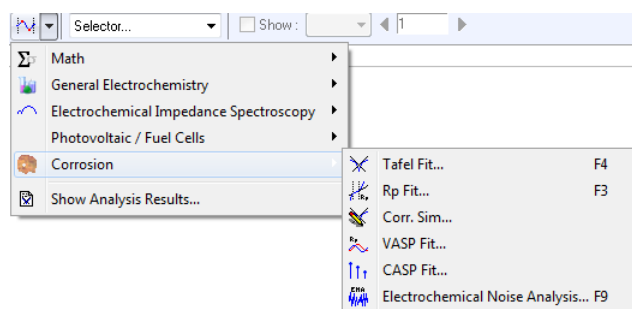 Selector... Show : 1
Math
General Electrochemistry
Electrochemical Impedance Spectroscopy
Photovoltaic / Fuel Cells
Corrosion
Show Analysis Results...
Tafel Fit... F4
Rp Fit... F3
Corr. Sim...
VASP Fit...
CASP Fit...
Electrochemical Noise Analysis... F9